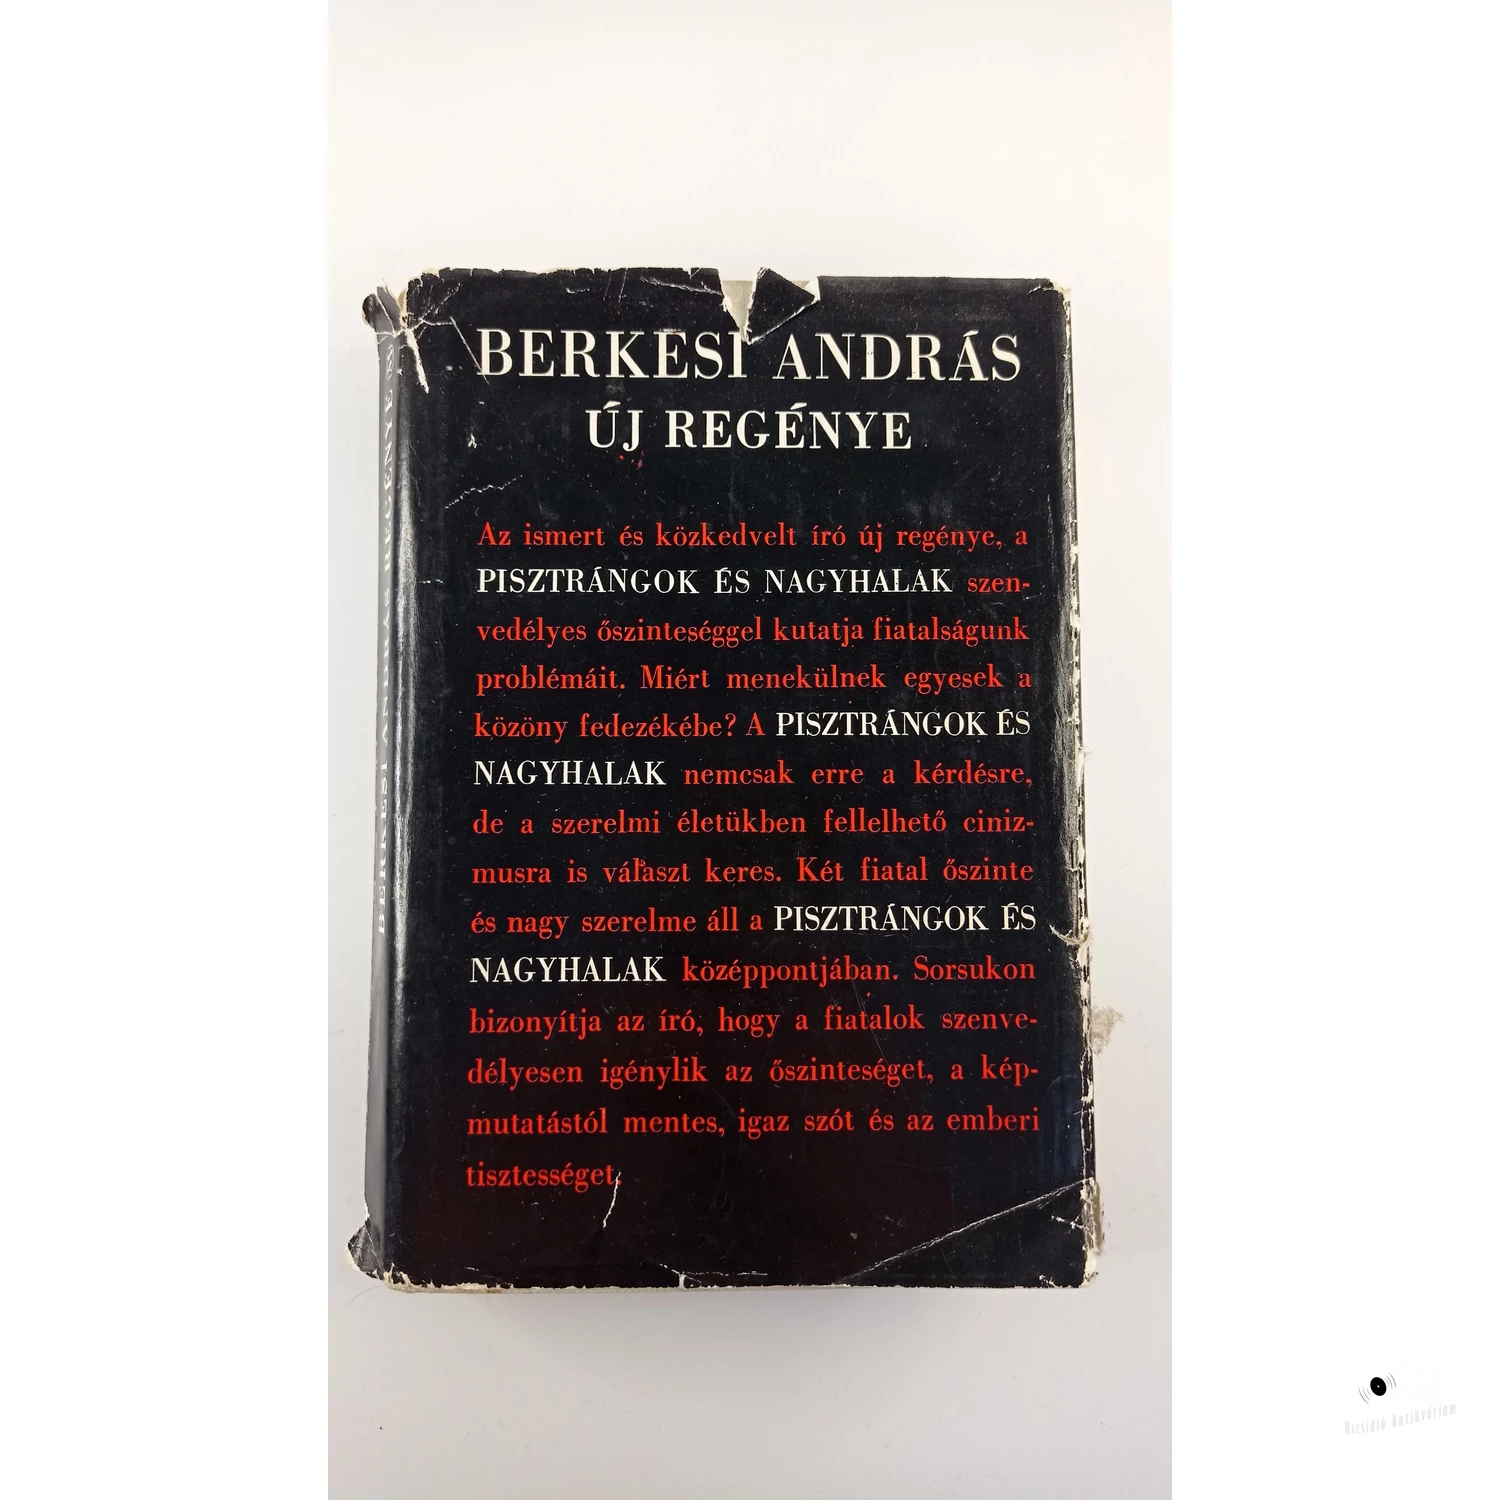 BERKESI ANDRÁS
ÚJ REGÉNYE
Az ismert és közkedvelt író új regénye, a
PISZTRÁNGOK ÉS NAGYHALAK szen-
vedélyes őszinteséggel kutatja fiatalságunk
problémáit. Miért menekülnek egyesek a
közöny fedezékébe? A PISZTRÁNGOK ÉS
NAGYHALAK nemcsak erre a kérdésre,
de a szerelmi életükben fellelhető ciniz-
musra is választ keres. Két fiatal őszinte
és nagy szerelme áll a PISZTRÁNGOK ÉS
NAGYHALAK középpontjában. Sorsukon
bizonyítja az író, hogy a fiatalok szenve-
délyesen igénylik az őszinteséget, a kép-
mutatástól mentes, igaz szót és az emberi
tisztességet.
BERKESI ANDRÁS REGÉNYE
Kicsidió Antikvárium